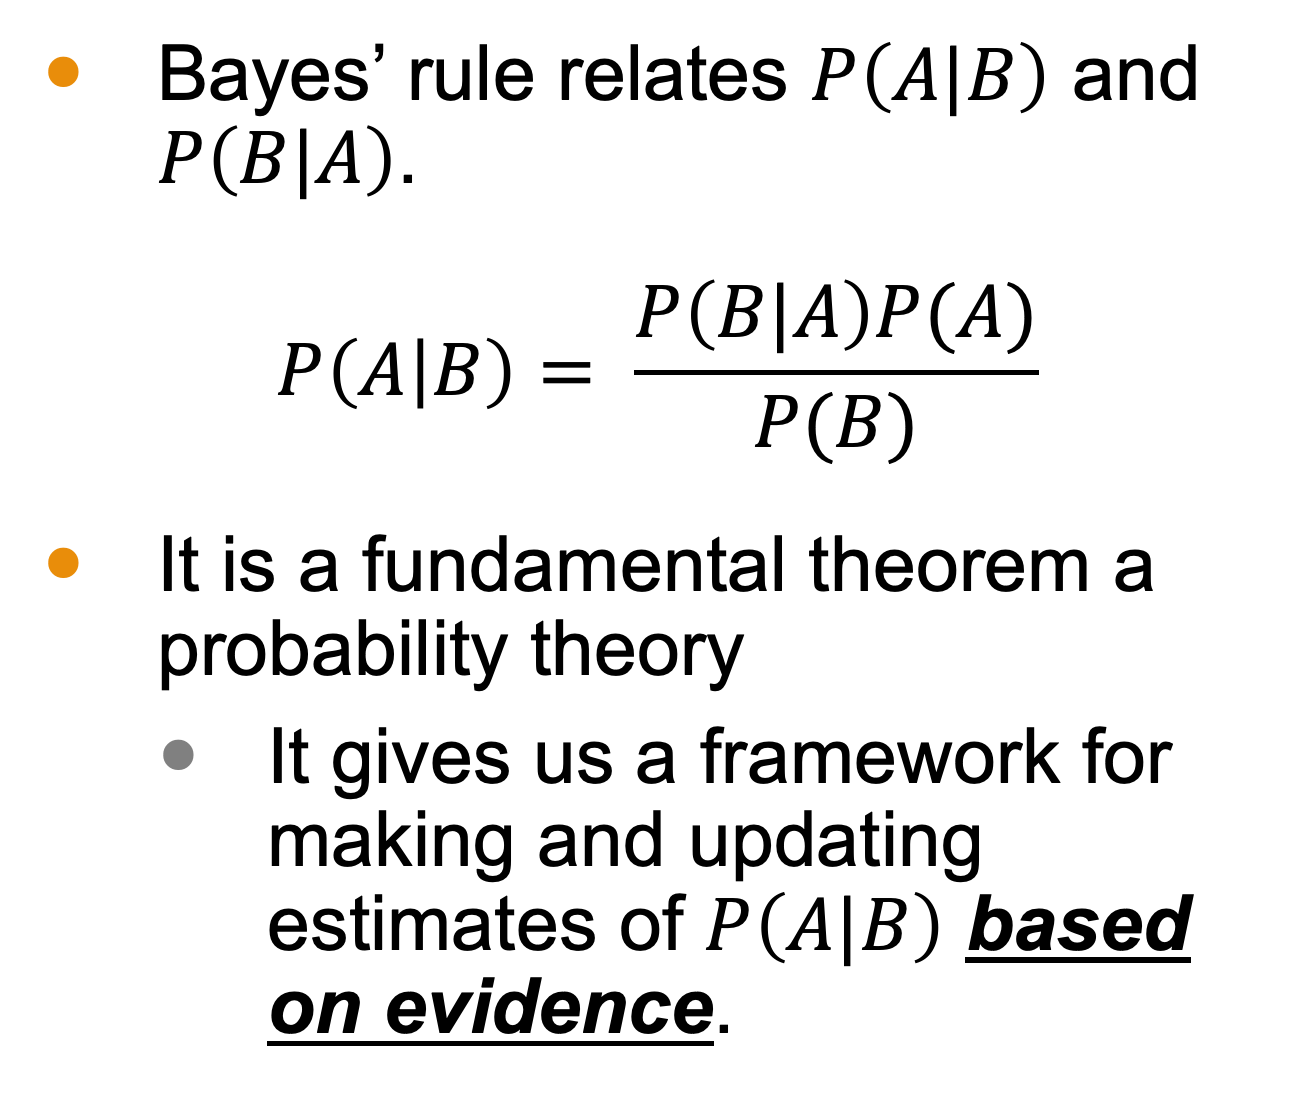 • Bayes’ rule relates P(A|B) and
P(B|A).
P(A|B) = P(B|A)P(A) / P(B)
• It is a fundamental theorem a
probability theory
• It gives us a framework for
making and updating
estimates of P(A|B) based
on evidence.